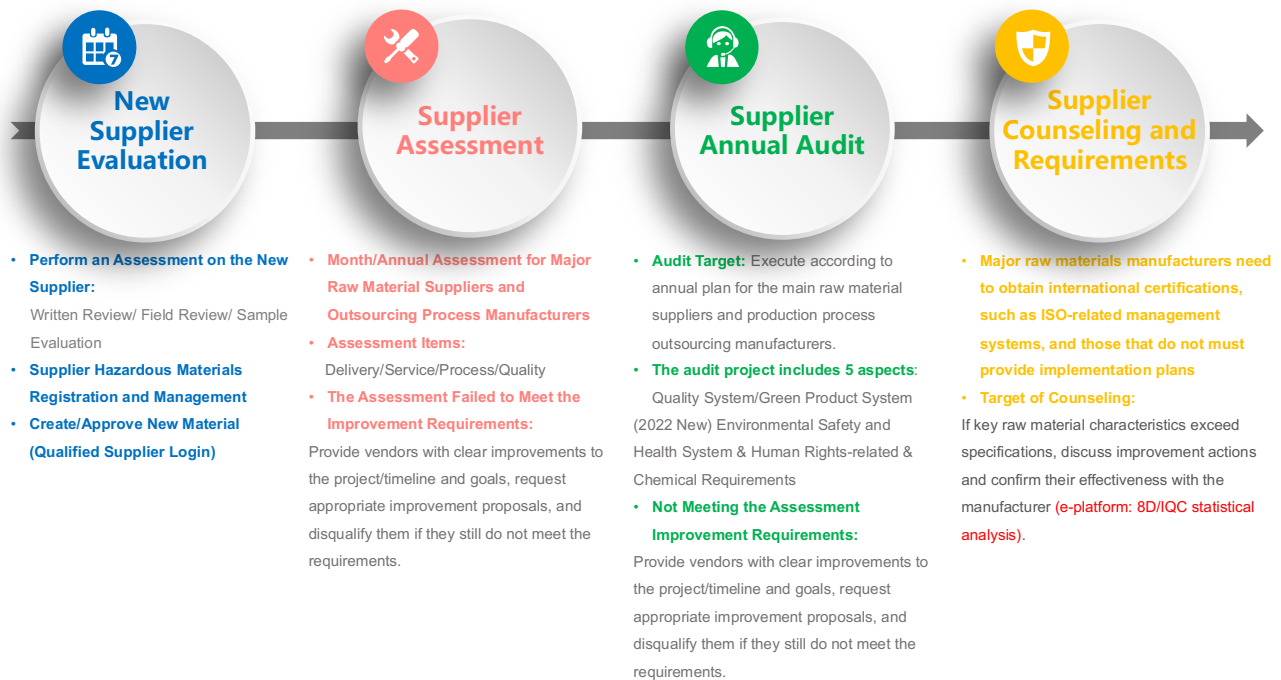 7
New
Supplier
Evaluation
• Perform an Assessment on the New
Supplier:
Written Review/ Field Review/ Sample
Evaluation
• Supplier Hazardous Materials
Registration and Management
• Create/Approve New Material
(Qualified Supplier Login)
Supplier
Assessment
• Month/Annual Assessment for Major
Raw Material Suppliers and
Outsourcing Process Manufacturers
• Assessment Items:
Delivery/Service/Process/Quality
• The Assessment Failed to Meet the
Improvement Requirements:
Provide vendors with clear improvements to
the project/timeline and goals, request
appropriate improvement proposals, and
disqualify them if they still do not meet the
requirements.
Supplier
Annual Audit
• Audit Target: Execute according to
annual plan for the main raw material
suppliers and production process
outsourcing manufacturers.
• The audit project includes 5 aspects:
Quality System/Green Product System
(2022 New) Environmental Safety and
Health System & Human Rights-related &
Chemical Requirements
• Not Meeting the Assessment
Improvement Requirements:
Provide vendors with clear improvements to
the project/timeline and goals, request
appropriate improvement proposals, and
disqualify them if they still do not meet the
requirements.
Supplier
Counseling and
Requirements
• Major raw materials manufacturers need
to obtain international certifications,
such as ISO-related management
systems, and those that do not must
provide implementation plans
• Target of Counseling:
If key raw material characteristics exceed
specifications, discuss improvement actions
and confirm their effectiveness with the
manufacturer (e-platform: 8D/IQC statistical
analysis).